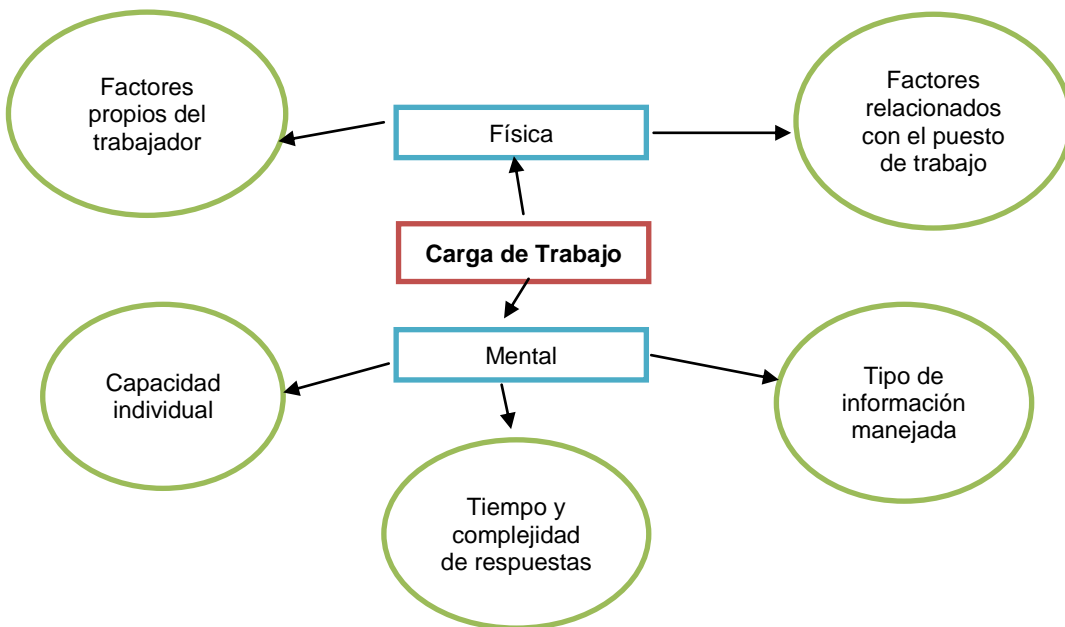 Factores
propios del
trabajador
Física
Factores
relacionados
con el puesto
de trabajo
Carga de Trabajo
Mental
Capacidad
individual
Tipo de
información
manejada
Tiempo y
complejidad
de respuestas